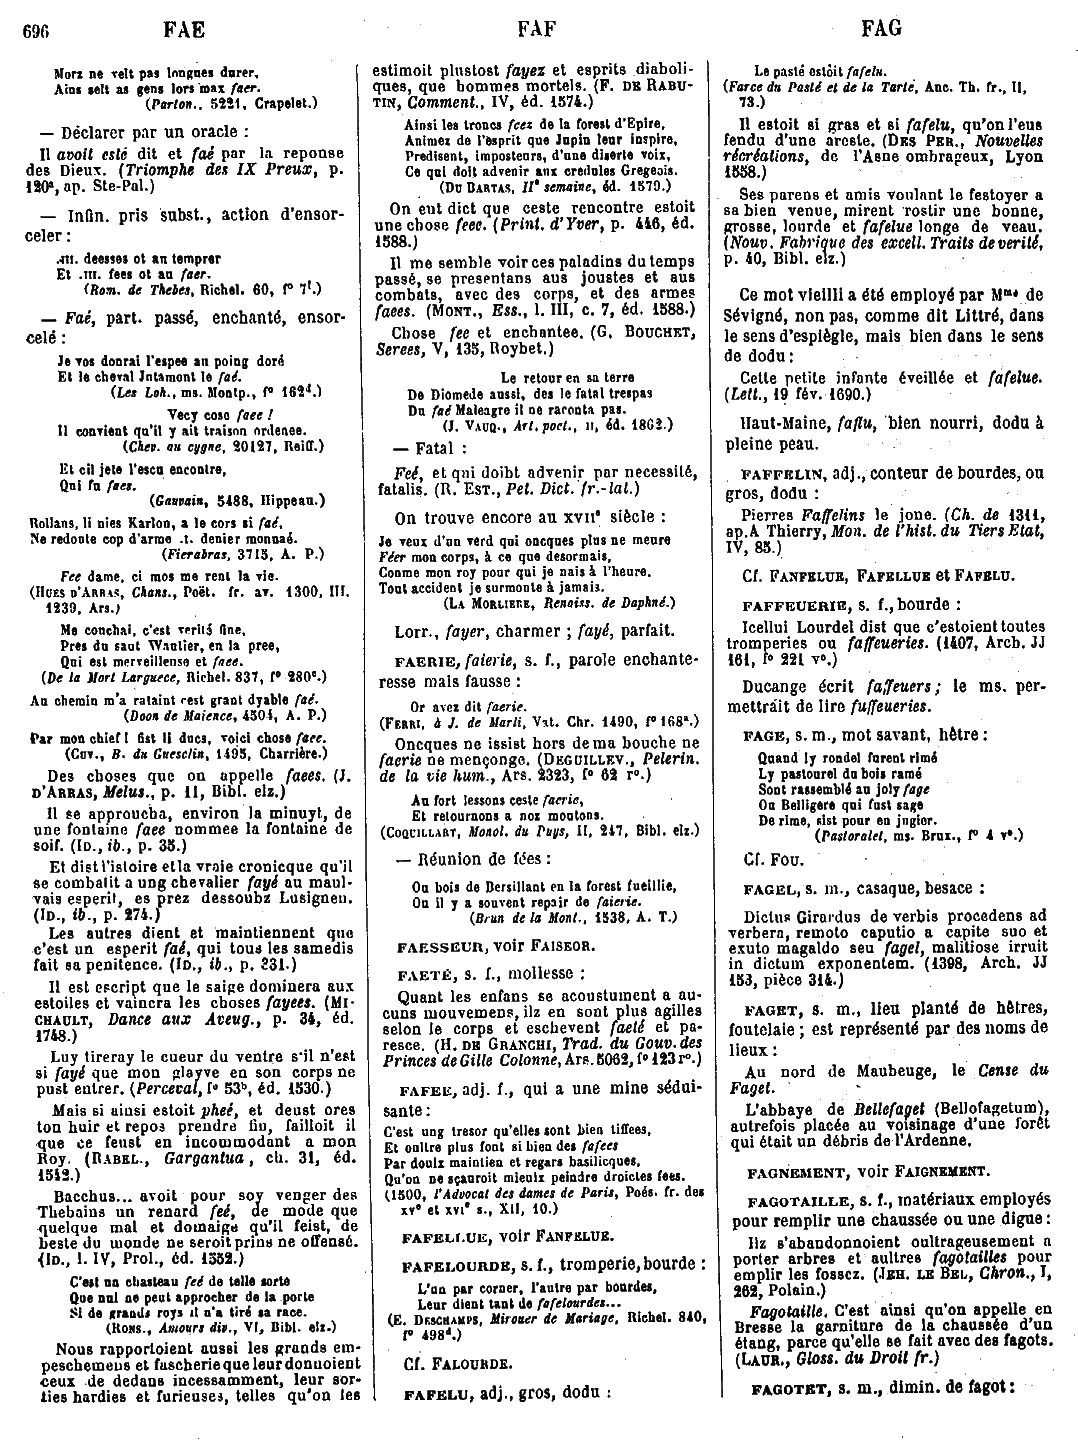 696 FAE FAF FAG
Morz ne velt pas longues durer,
Ains selt as gens lors max faer.
(Parton., 5221, Crapelet.)
— Déclarer par un oracle :
Il avoit esté dit et faé par la reponse
des Dieux. (Triomphe des IX Preux, p.
120ª, ap. Ste-Pal.)
— Infin. pris subst., action d'ensor-
celer :
.III. deesses ot an temprer
Et .III. fees ot au faer.
(Rom. de Thebes, Richel. 60, f° 7f.)
— Faé, part. passé, enchanté, ensor-
celé :
Je vos donrai l'espee au poing doré
Et le cheval Jntamont le faé.
(Les Loh., ms. Montp., f° 162d.)
Vecy cose faee !
Il convient qu'il y ait traison ordenee.
(Chev. au cygne, 20127, Reiff.)
Et cil jete l'escu encontre,
Qui fu faes.
(Gauvain, 5488, Hippeau.)
Rollans, li nies Karlon, a le cors si faé,
Ne redoute cop d'arme .I. denier monnaé.
(Fierabras, 3715, A. P.)
Fee dame, ci mos me rent la vie.
(HUES D'ARRAS, Chans., Poët. fr. av. 1300, III,
1239, Ars.)
Me conchai, c'est verité fine,
Pres du saut Waulier, en la pree,
Qui est merveilleuse et faee.
(De la Mort Larguece, Richel. 837, f° 280e.)
Au chemin m'a rataint cest grant dyable faé.
(Doon de Maience, 4504, A. P.)
Par mon chief ! fist li ducs, voici chose faee.
(CUV., B. du Guesclin, 1495, Charrière.)
Des choses que on appelle faees. (J.
D'ARRAS, Melus., p. 11, Bibl. elz.)
Il se approucha, environ la minuyt, de
une fontaine faee nommee la fontaine de
soif. (ID., ib., p. 35.)
Et dist l'istoire et la vraie cronicque qu'il
se combatit a ung chevalier fayé au maul-
vais esperit, es prez dessoubz Lusigneu.
(ID., ib., p. 274.)
Les autres dient et maintiennent que
c'est un esperit faé, qui tous les samedis
fait sa penitence. (ID., ib., p. 331.)
Il est escript que le saige dominera aux
estoiles et vaincra les choses fayees. (MI-
CHAULT, Dance aux Aveug., p. 34, éd.
1748.)
Luy tireray le cueur du ventre s'il n'est
si fayé que mon glayve en son corps ne
pust entrer. (Perceval, f° 53b, éd. 1530.)
Mais si ainsi estoit pheé, et deust ores
ton huir et repos prendre fin, failloit il
que ce feust en incommodant a mon
Roy. (RABEL., Gargantua, ch. 31, éd.
1542.)
Bacchus... avoit pour soy venger des
Thebains un renard feé, de mode que
quelque mal et domaige qu'il feist, de
beste du monde ne seroit prins ne offensé.
(ID., l. IV, Prol., éd. 1552.)
C'est un chasteau feé de telle sorte
Que nul ne peut approcher de la porte
Si de grands roys il n'a tiré sa race.
(RONS., Amours div., VI, Bibl. elz.)
Nous rapportoient aussi les grands em-
peschemens et fascherie que leur donnoient
ceux de dedans incessamment, leur sor-
ties hardies et furieuses, telles qu'on les
estimoit plustost fayez et esprits diaboli-
ques, que hommes mortels. (F. DE RABU-
TIN, Comment., IV, éd. 1574.)
Ainsi les troncs feez de la forest d'Epire,
Animez de l'esprit que Jupin leur inspire,
Predisent, imposteurs, d'une diserte voix,
Ce qui doit advenir aux credules Gregeois.
(DU BARTAS, IIe semaine, éd. 1579.)
On eut dict que ceste rencontre estoit
une chose feee. (Print. d'Yver, p. 446, éd.
1588.)
Il me semble voir ces paladins du temps
passé, se presentans aus joustes et aus
combats, avec des corps, et des armes
faees. (MONT., Ess., l. III, c. 7, éd. 1588.)
Chose fee et enchantee. (G. BOUCHET,
Serees, V, 135, Roybet.)
Le retour en sa terre
De Diomede aussi, des le fatal trespas
Du faé Maleagre il ne raconta pas.
(J. VAUQ., Art. poet., II, éd. 1862.)
— Fatal :
Feé, et qui doibt advenir par necessité,
fatalis. (R. EST., Pet. Dict. fr.-lat.)
On trouve encore au XVIIe siècle :
Je veux d'un verd qui oncques plus ne meure
Féer mon corps, à ce que desormais,
Conme mon roy pour qui je nais à l'heure.
Tout accident je surmonte à jamais.
(LA MORLIERE, Renaiss. de Daphné.)
Lorr., fayer, charmer ; fayé, parfait.
FAERIE, faierie, s. f., parole enchante-
resse mais fausse :
Or avez dit faerie.
(FERRI, à J. de Marli, Vat. Chr. 1490, f° 168a.)
Oncques ne issist hors de ma bouche ne
faerie ne mençonge. (DEGUILLEV., Pelerin.
de la vie hum., Ars. 2323, f° 62 r°.)
Au fort lessons ceste faerie,
Et retournons a noz moutons.
(COQUILLART, Monol. du Puys, II, 247, Bibl. elz.)
— Réunion de fées :
Ou bois de Bersillant en la forest fueillie,
Ou il y a souvent repair de faierie.
(Brun de la Mont., 1538, A. T.)
FAESSEUR, voir FAISEOR.
FAETÉ, s. f., mollesse :
Quant les enfans se acoustument a au-
cuns mouvemens, ilz en sont plus agilles
selon le corps et eschevent faeté et pa-
resce. (H. DE GRANCHI, Trad. du Gouv. des
Princes de Gille Colonne, Ars. 5062, f° 123 r°.)
FAFEE, adj. f., qui a une mine sédui-
sante :
C'est ung tresor qu'elles sont bien tiffees,
Et oultre plus font si bien des fafees
Par doulx maintien et regars basilicques,
Qu'on ne sçauroit mieulx peindre droictes fees.
(1500, l'Advocat des dames de Paris, Poés. fr. des
XVe et XVIe s., XII, 10.)
FAFELUE, voir FANFELUE.
FAFELOURDE, s. f., tromperie, bourde :
L'un par corner, l'autre par bourdes,
Leur dient tant de fafelourdes...
(E. DESCHAMPS, Mirouer de Mariage, Richel. 840,
f° 498d.)
Cf. FALOURDE.
FAFELU, adj., gros, dodu :
Le pasté estoit fafelu.
(Farce du Pasté et de la Tarte, Anc. Th. fr., II,
73.)
Il estoit si gras et si fafelu, qu'on l'eus
fendu d'une areste. (DES PER., Nouvelles
récréations, de l'Asne ombrageux, Lyon
1558.)
Ses parens et amis voulant le festoyer a
sa bien venue, mirent rostir une bonne,
grosse, lourde et fafelue longe de veau.
(Nouv. Fabrique des excell. Traits de verité,
p. 40, Bibl. elz.)
Ce mot vieilli a été employé par Mme de
Sévigné, non pas, comme dit Littré, dans
le sens d'espiègle, mais bien dans le sens
de dodu :
Cette petite infante éveillée et fafelue.
(Lett., 19 fév. 1690.)
Haut-Maine, faflu, bien nourri, dodu à
pleine peau.
FAFFELIN, adj., conteur de bourdes, ou
gros, dodu :
Pierres Faffelins le jone. (Ch. de 1311,
ap. A Thierry, Mon. de l'hist. du Tiers Etat,
IV, 85.)
Cf. FANFELUE, FAFELLUE et FAFELU.
FAFFEUERIE, s. f., bourde :
Icellui Lourdel dist que c'estoient toutes
tromperies ou faffeueries. (1407, Arch. JJ
161, f° 221 v°.)
Ducange écrit faffeuers ; le ms. per-
mettrait de lire fuffeueries.
FAGE, s. m., mot savant, hêtre :
Quand ly rondel furent rimé
Ly pastourel du bois ramé
Sont rassemblé au joly fage
Ou Belligere qui fust sage
De rime, sist pour en jugier.
(Pastoralet, ms. Brux., f° 4 v°.)
Cf. FOU.
FAGEL, s. m., casaque, besace :
Dictus Girardus de verbis procedens ad
verbera, remoto caputio a capite suo et
exuto magaldo seu fagel, malitiose irruit
in dictum exponentem. (1398, Arch. JJ
153, pièce 314.)
FAGET, s. m., lieu planté de hêtres,
foutelaie ; est représenté par des noms de
lieux :
Au nord de Maubeuge, le Cense du
Faget.
L'abbaye de Bellefaget (Bellofagetum),
autrefois placée au voisinage d'une forêt
qui était un débris de l'Ardenne.
FAGNEMENT, voir FAIGNEMENT.
FAGOTAILLE, s. f., matériaux employés
pour remplir une chaussée ou une digue :
Ilz s'abandonnoient oultrageusement a
porter arbres et aultres fagotailles pour
emplir les fossez. (JEH. LE BEL, Chron., I,
262, Polain.)
Fagotaille. C'est ainsi qu'on appelle en
Bresse la garniture de la chaussée d'un
étang, parce qu'elle se fait avec des fagots.
(LAUR., Gloss. du Droit fr.)
FAGOTET, s. m., dimin. de fagot :